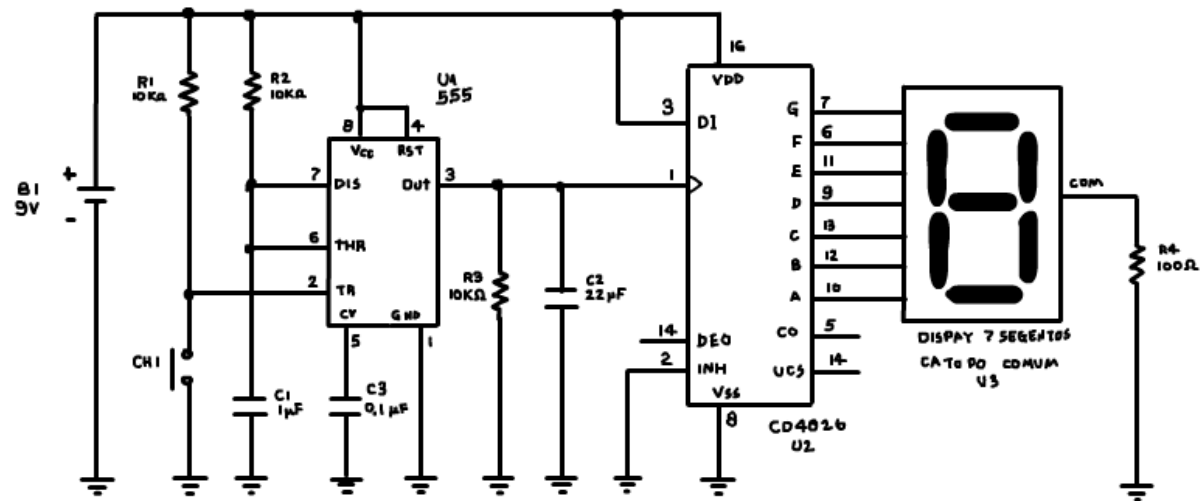 16
VDD
R1
10KΩ
R2
10KΩ
U1
555
8
4
Vcc
RST
7
DIS
OUT
3
6
THR
2
TR
CV
GND
5
1
B1
9V
+
-
CH1
C1
1µF
C3
0,1µF
R3
10KΩ
C2
22µF
3
DI
1
14
DEO
2
INH
VSS
8
CD4026
U2
G
7
F
6
E
11
D
9
C
13
B
12
A
10
CO
5
UCS
14
COM
R4
100Ω
DISPAY 7 SEGENTOS
CATODO COMUM
U3